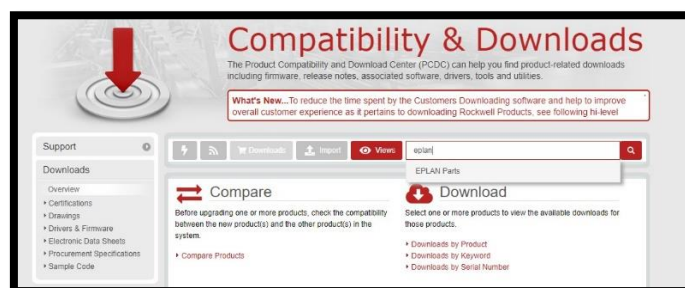 Compatibility & Downloads
The Product Compatibility and Download Center (PCDC) can help you find product-related downloads
including firmware, release notes, associated software, drivers, tools and utilities.
What's New...To reduce the time spent by the Customers Downloading software and help to improve
overall customer experience as it pertains to downloading Rockwell Products, see following hi-level
Support
Downloads
Import
Views
eplan
EPLAN Parts
Downloads
Overview
Certifications
Drawings
Drivers & Firmware
Electronic Data Sheets
Procurement Specifications
Sample Code
Compare
Before upgrading one or more products, check the compatibility
between the new product(s) and the other product(s) in the
system.
Compare Products
Download
Select one or more products to view the available downloads for
those products.
Downloads by Product
Downloads by Keyword
Downloads by Serial Number